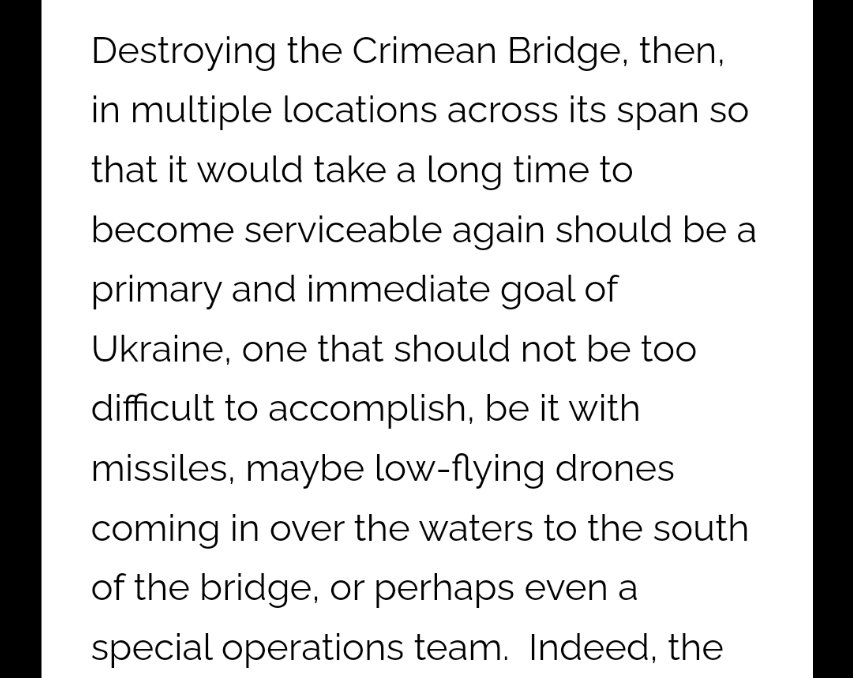 Destroying the Crimean Bridge, then,
in multiple locations across its span so
that it would take a long time to
become serviceable again should be a
primary and immediate goal of
Ukraine, one that should not be too
difficult to accomplish, be it with
missiles, maybe low-flying drones
coming in over the waters to the south
of the bridge, or perhaps even a
special operations team.  Indeed, the